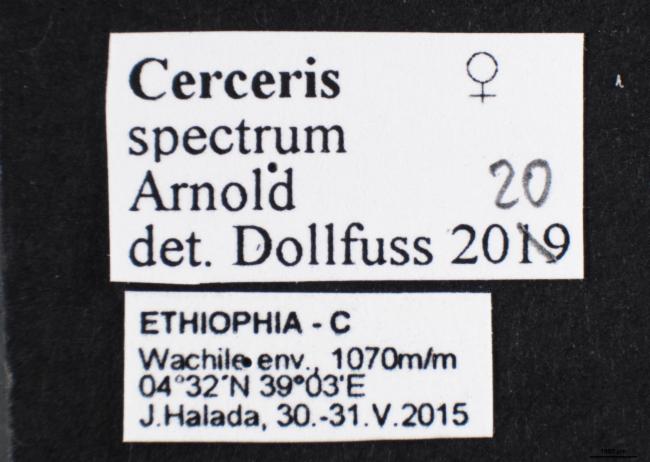 Cerceris ♀
spectrum
Arnold 20
det. Dollfuss 2019
ETHIOPHIA - C
Wachile env., 1070m/m
04°32'N 39°03'E
J.Halada, 30.-31.V.2015